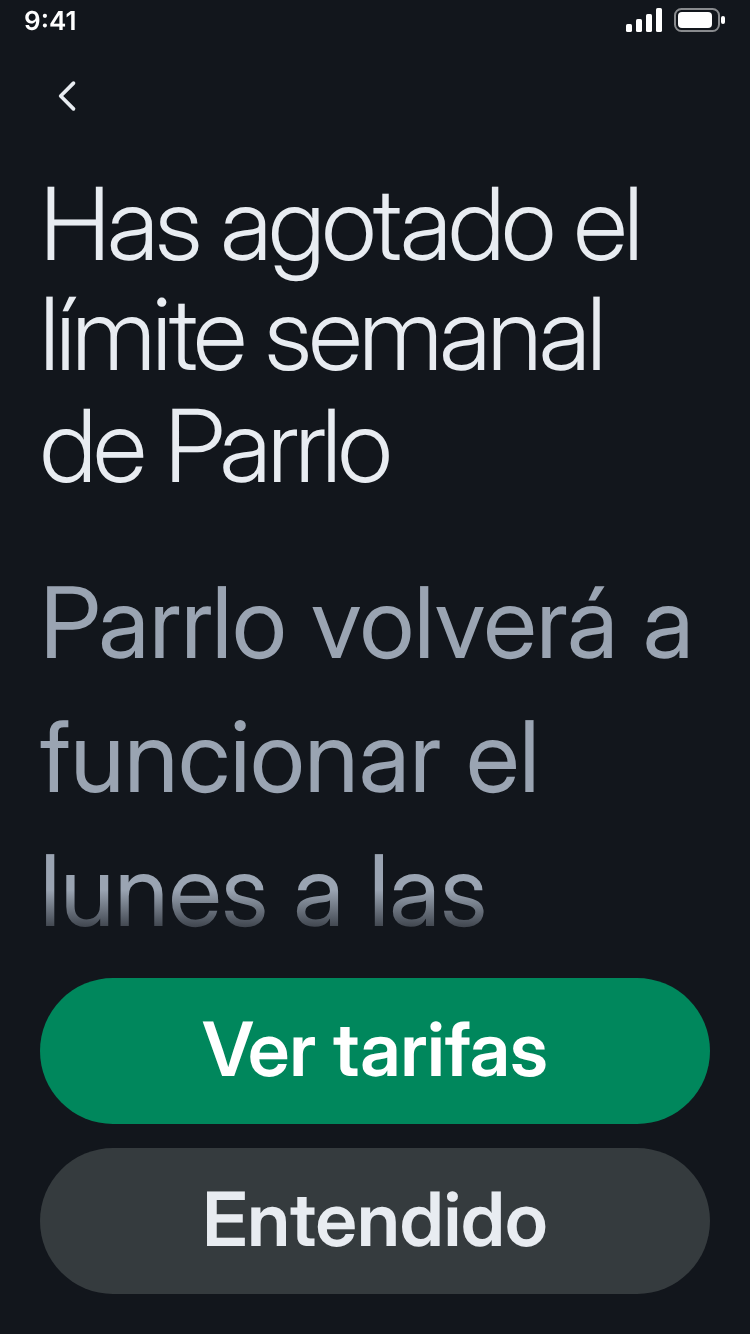 9:41
Has agotado el
límite semanal
de Parrlo
Parrlo volverá a
funcionar el
lunes a las
Ver tarifas
Entendido